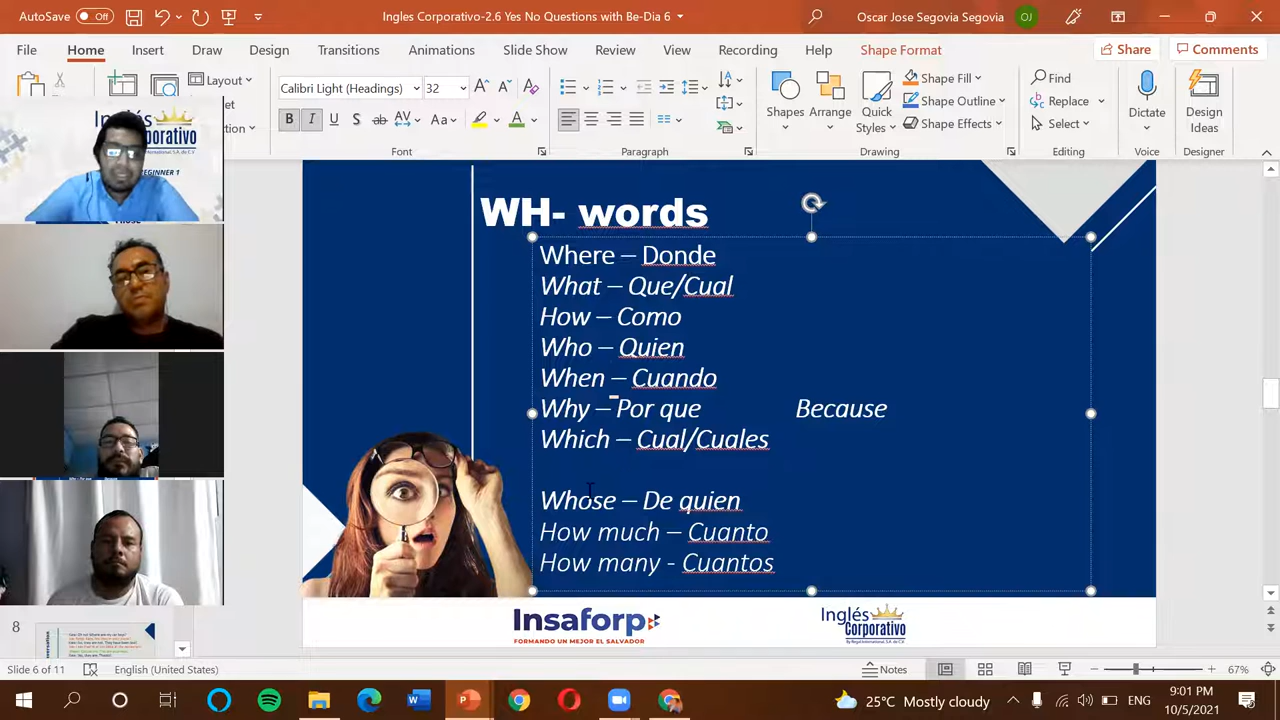 AutoSave Off
Ingles Corporativo-2.6 Yes No Questions with Be-Dia 6
Oscar Jose Segovia Segovia
OJ
File Home Insert Draw Design Transitions Animations Slide Show Review View Recording Help Shape Format
Share
Comments
Layout
Calibri Light (Headings)
32
Shapes
Arrange
Quick Styles
Shape Fill
Shape Outline
Shape Effects
Find
Replace
Select
Dictate
Design Ideas
Font
Paragraph
Drawing
Editing
Voice
Designer
WH- words
Where – Donde
What – Que/Cual
How – Como
Who – Quien
When – Cuando
Why – Por que Because
Which – Cual/Cuales
Whose – De quien
How much – Cuanto
How many - Cuantos
Insaforp
FORMANDO UN MEJOR EL SALVADOR
Inglés
Corporativo
8
Slide 6 of 11
English (United States)
Notes
67%
25°C Mostly cloudy
ENG
9:01 PM
10/5/2021